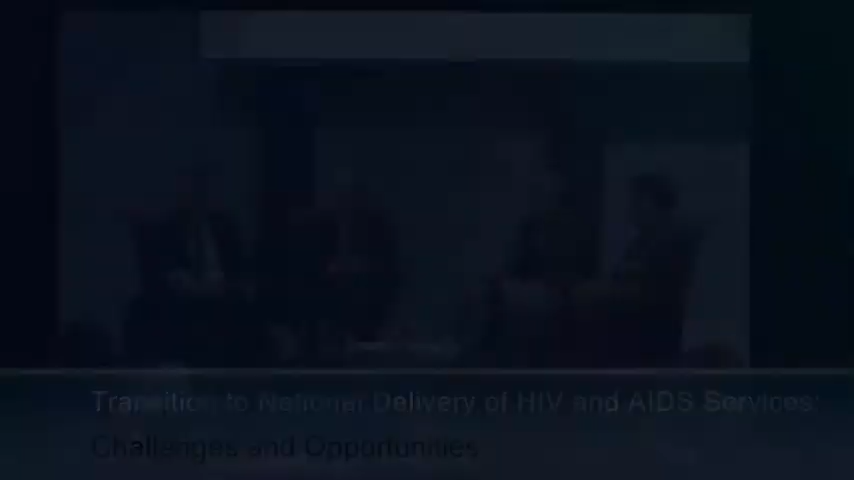 Transition to National Delivery of HIV and AIDS Services:
Challenges and Opportunities